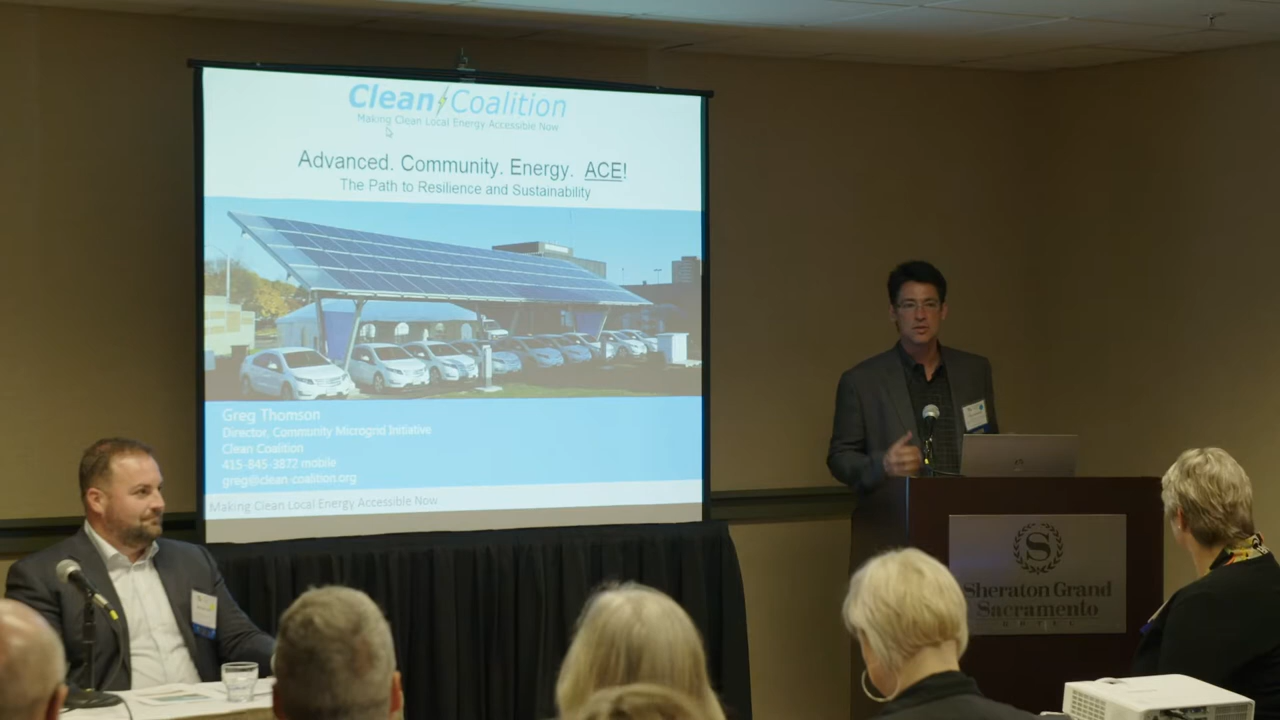 Clean Coalition
Making Clean Local Energy Accessible Now
Advanced. Community. Energy. ACE!
The Path to Resilience and Sustainability
Greg Thomson
Director, Community Microgrid Initiative
Clean Coalition
415-845-3872 mobile
greg@clean-coalition.org
Making Clean Local Energy Accessible Now
S
Sheraton Grand
Sacramento
HOTEL